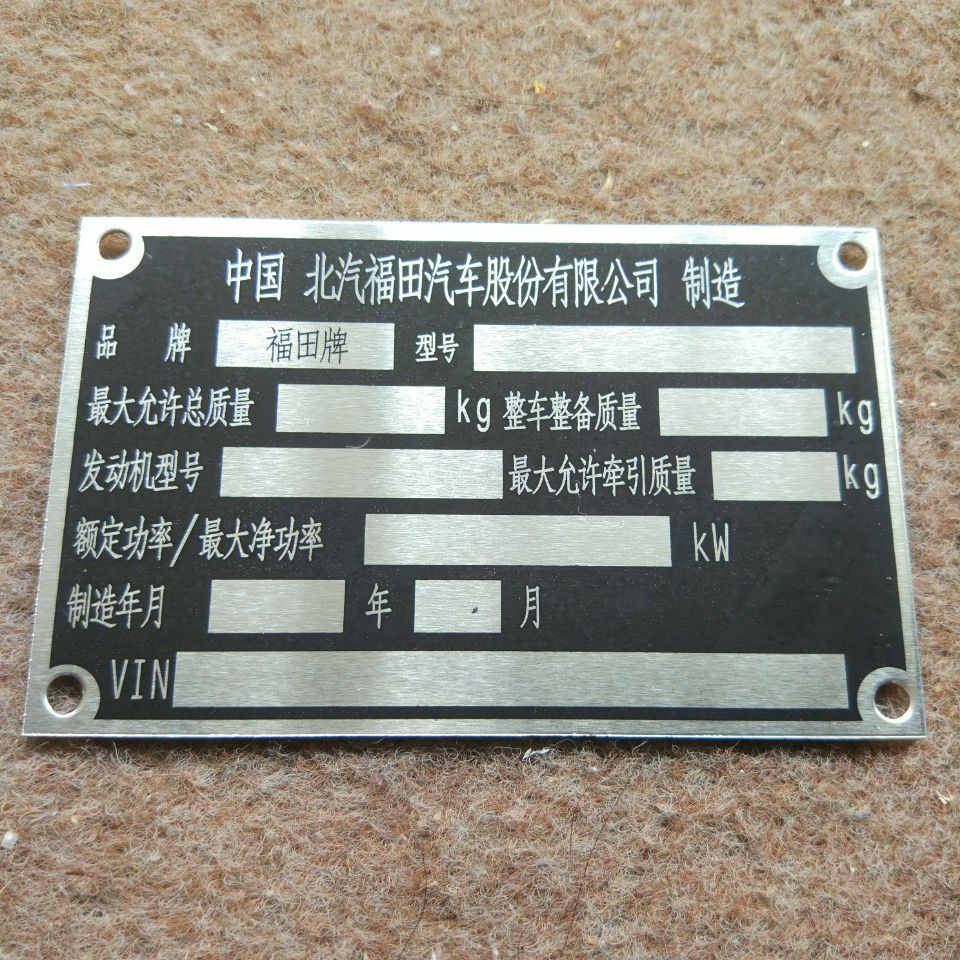 中国 北汽福田汽车股份有限公司 制造
品 牌 福田牌 型号
最大允许总质量 kg 整车整备质量 kg
发动机型号 最大允许牵引质量 kg
额定功率/最大净功率 kW
制造年月 年 月
VIN